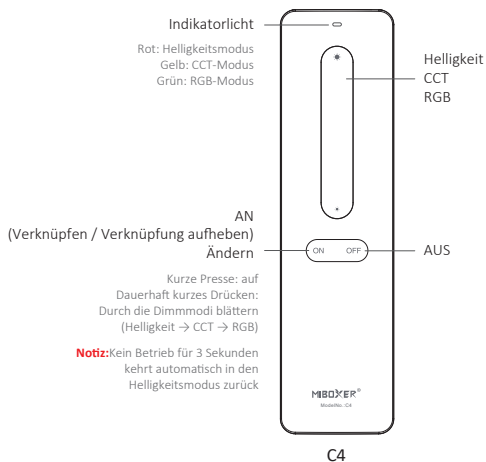 Indikatorlicht
Rot: Helligkeitsmodus
Gelb: CCT-Modus
Grün: RGB-Modus
Helligkeit
CCT
RGB
AN
(Verknüpfen / Verknüpfung aufheben)
Ändern
ON OFF
AUS
Kurze Presse: auf
Dauerhaft kurzes Drücken:
Durch die Dimmmodi blättern
(Helligkeit → CCT → RGB)
Notiz:Kein Betrieb für 3 Sekunden
kehrt automatisch in den
Helligkeitsmodus zurück
MIBOXER®
ModelNo. C4
C4